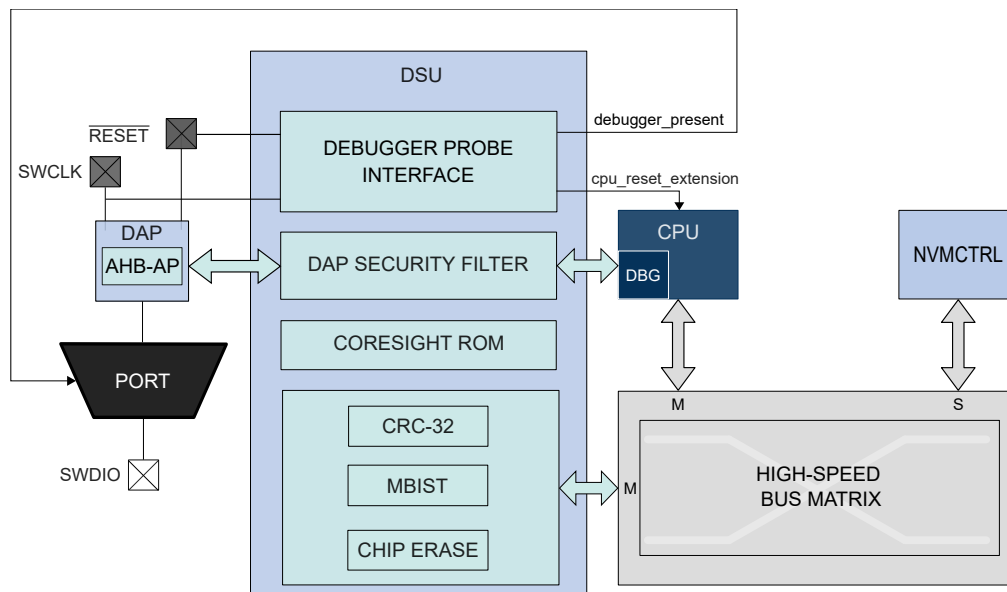 DSU
debugger_present
RESET
DEBUGGER PROBE
INTERFACE
SWCLK
cpu_reset_extension
DAP
CPU
AHB-AP
DAP SECURITY FILTER
DBG
NVMCTRL
CORESIGHT ROM
PORT
M
S
CRC-32
SWDIO
MBIST
M
HIGH-SPEED
BUS MATRIX
CHIP ERASE